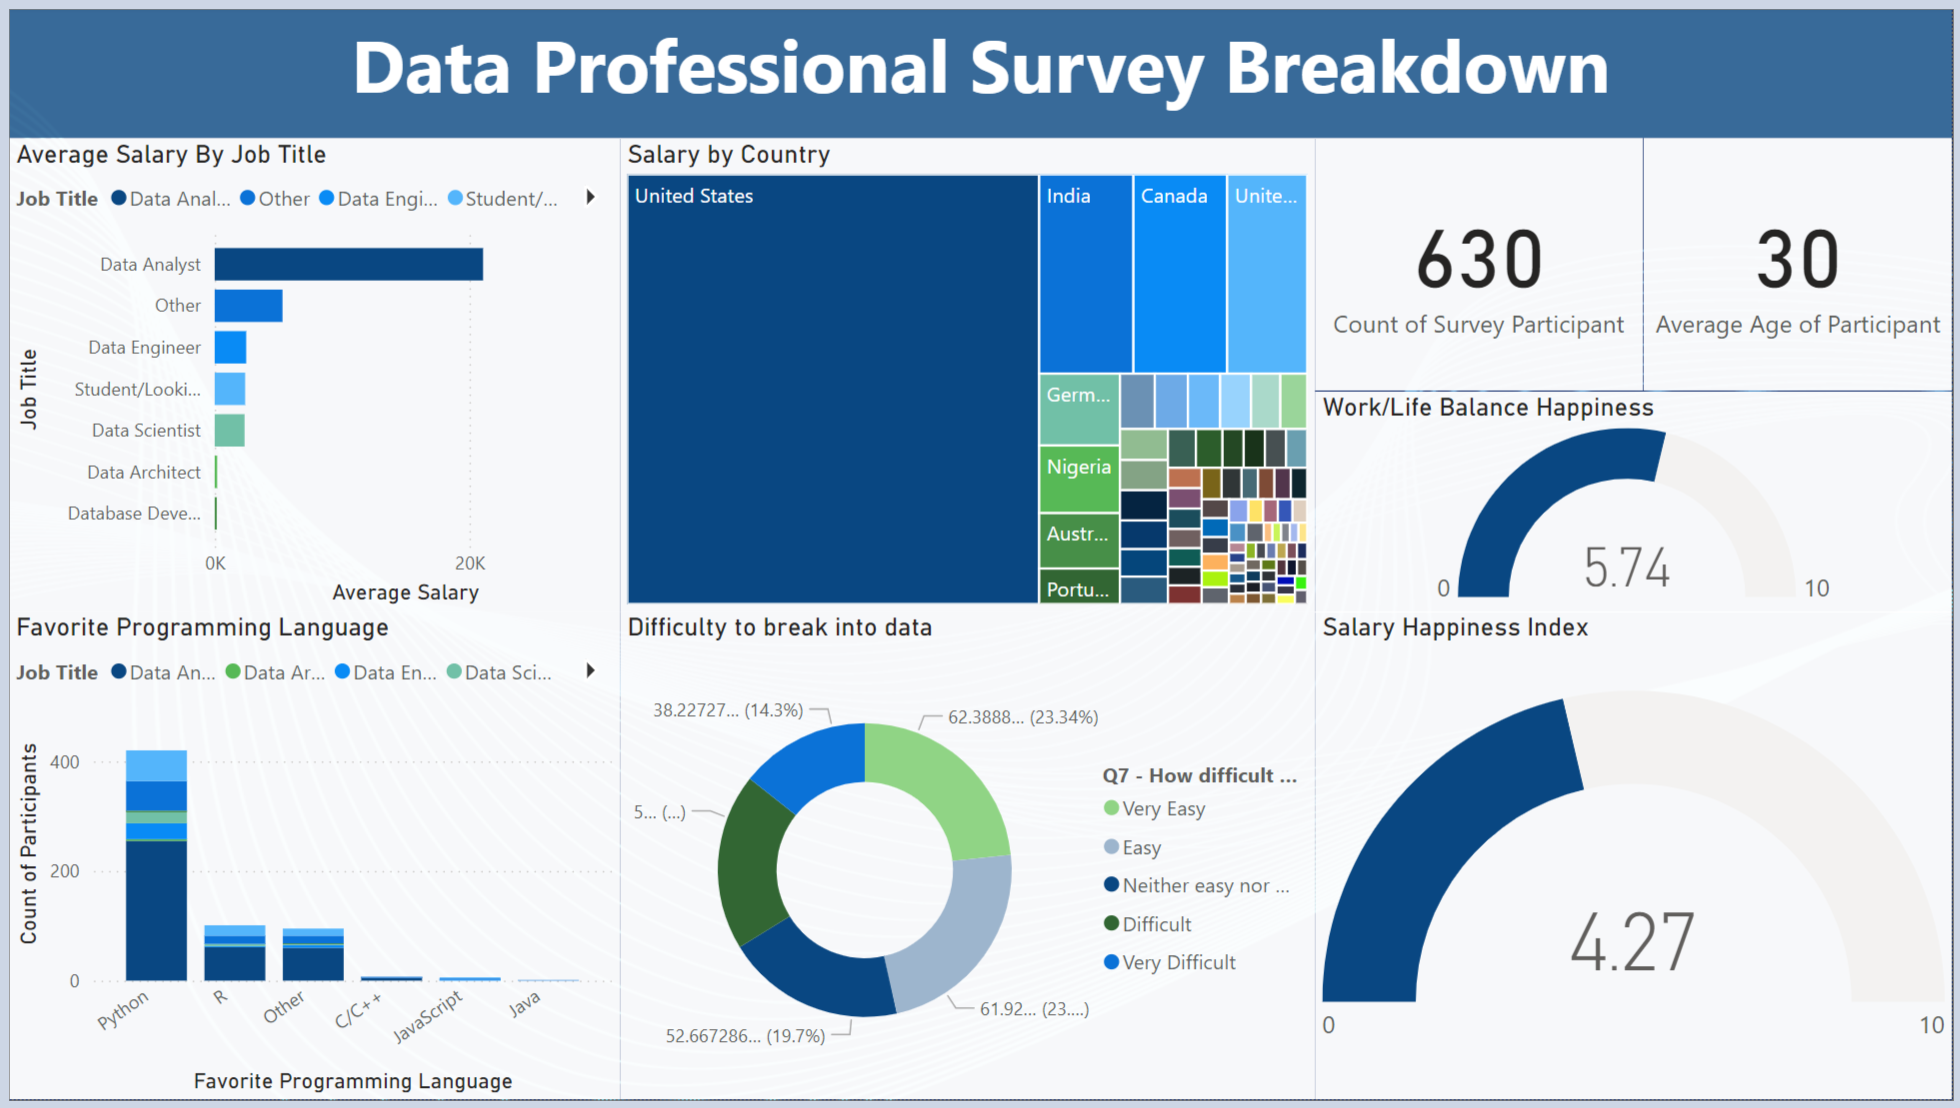 Data Professional Survey Breakdown
Average Salary By Job Title
Job Title Data Anal... Other Data Engi... Student/...
Job Title
Data Analyst
Other
Data Engineer
Student/Looki...
Data Scientist
Data Architect
Database Deve...
0K 20K
Average Salary
Salary by Country
United States
India
Canada
Unite...
Germ...
Nigeria
Austr...
Portu...
630
Count of Survey Participant
30
Average Age of Participant
Work/Life Balance Happiness
5.74
0 10
Favorite Programming Language
Job Title Data An... Data Ar... Data En... Data Sci...
Count of Participants
400
200
0
Python R Other C/C++ JavaScript Java
Favorite Programming Language
Difficulty to break into data
38.22727... (14.3%)
62.3888... (23.34%)
5... (...)
61.92... (23....)
52.667286... (19.7%)
Q7 - How difficult ...
Very Easy
Easy
Neither easy nor ...
Difficult
Very Difficult
Salary Happiness Index
4.27
0 10